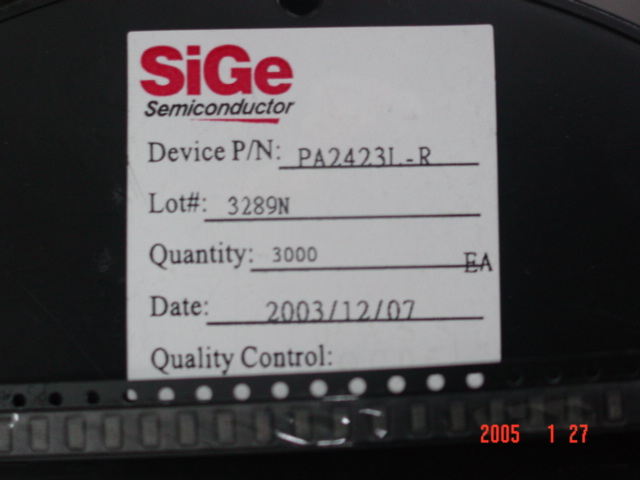 SiGe
Semiconductor
Device P/N: PA2423L-R
Lot#: 3289N
Quantity: 3000 EA
Date: 2003/12/07
Quality Control:
2005 1 27